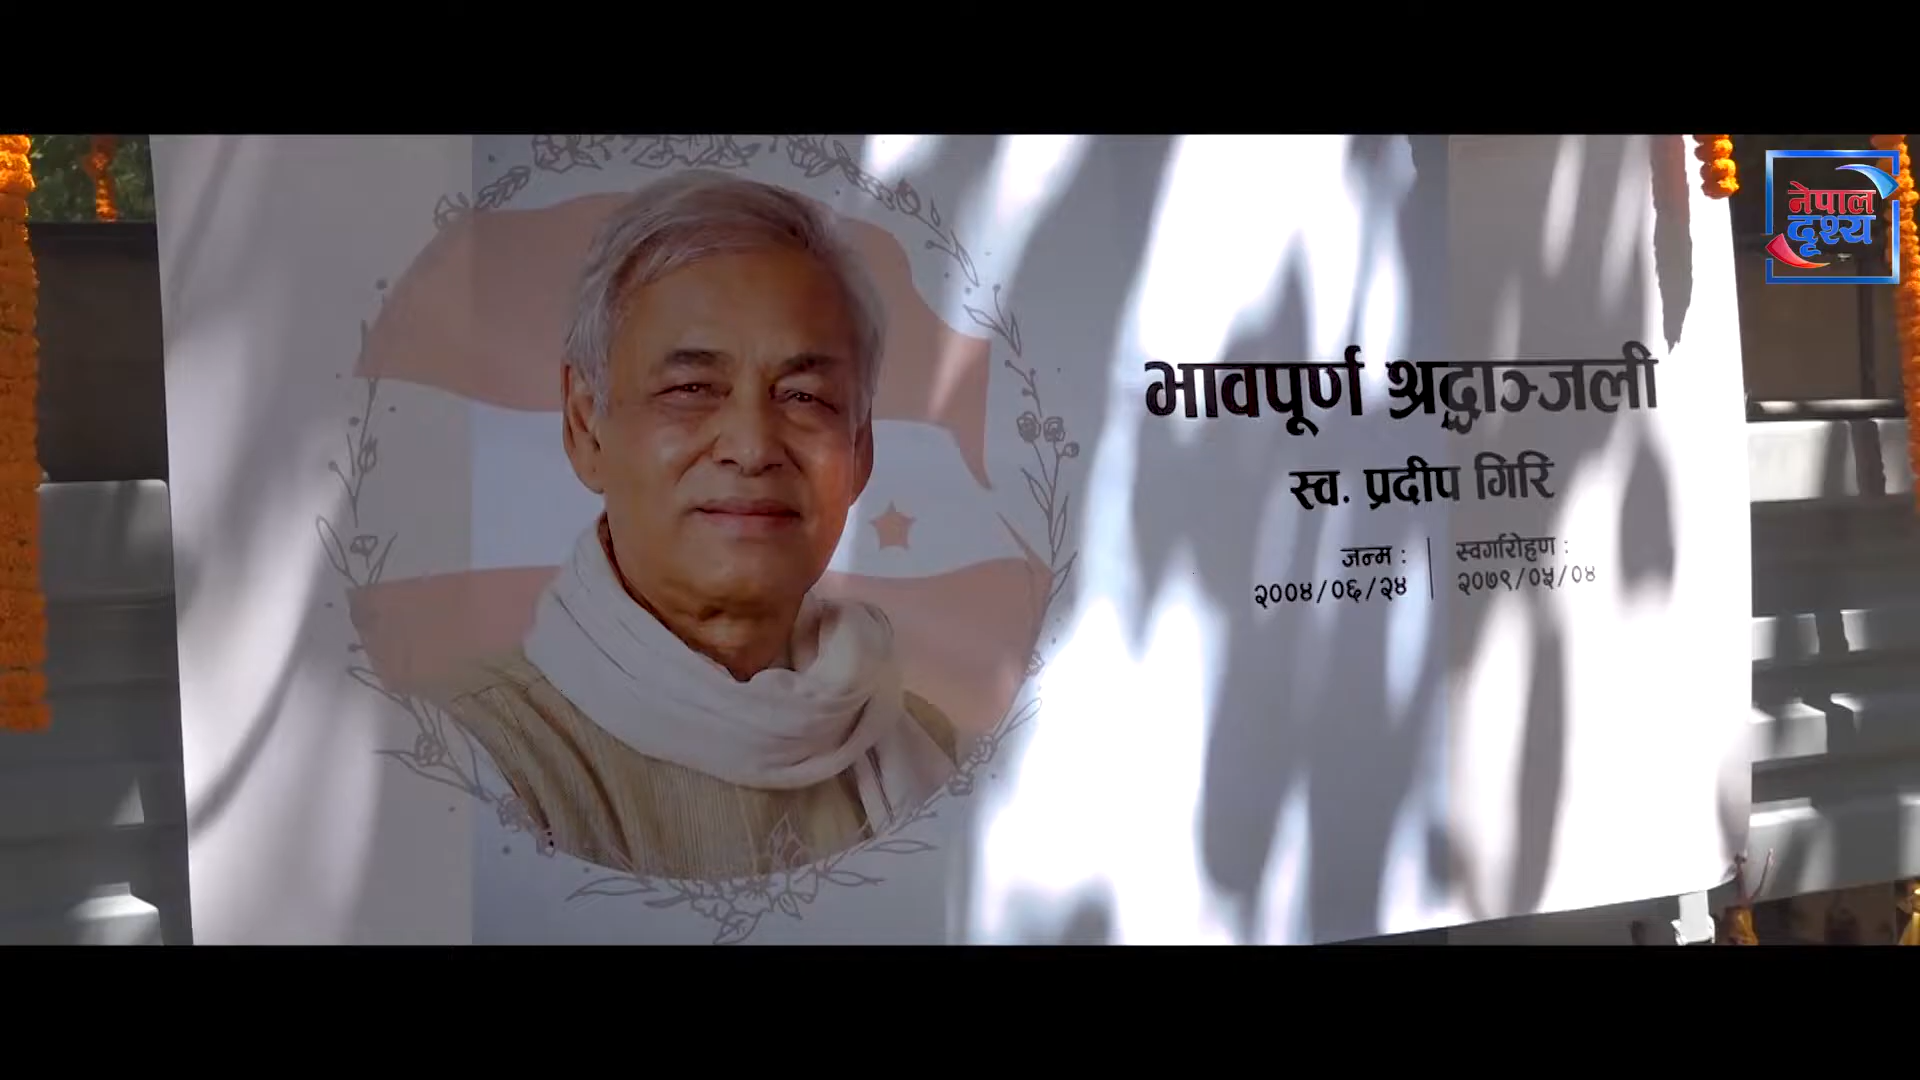 नेपाल
दृश्य
भावपूर्ण श्रद्धाञ्जली
स्व. प्रदीप गिरि
जन्म :
२००४/०६/२४
स्वर्गारोहण :
२०७९/०५/०४